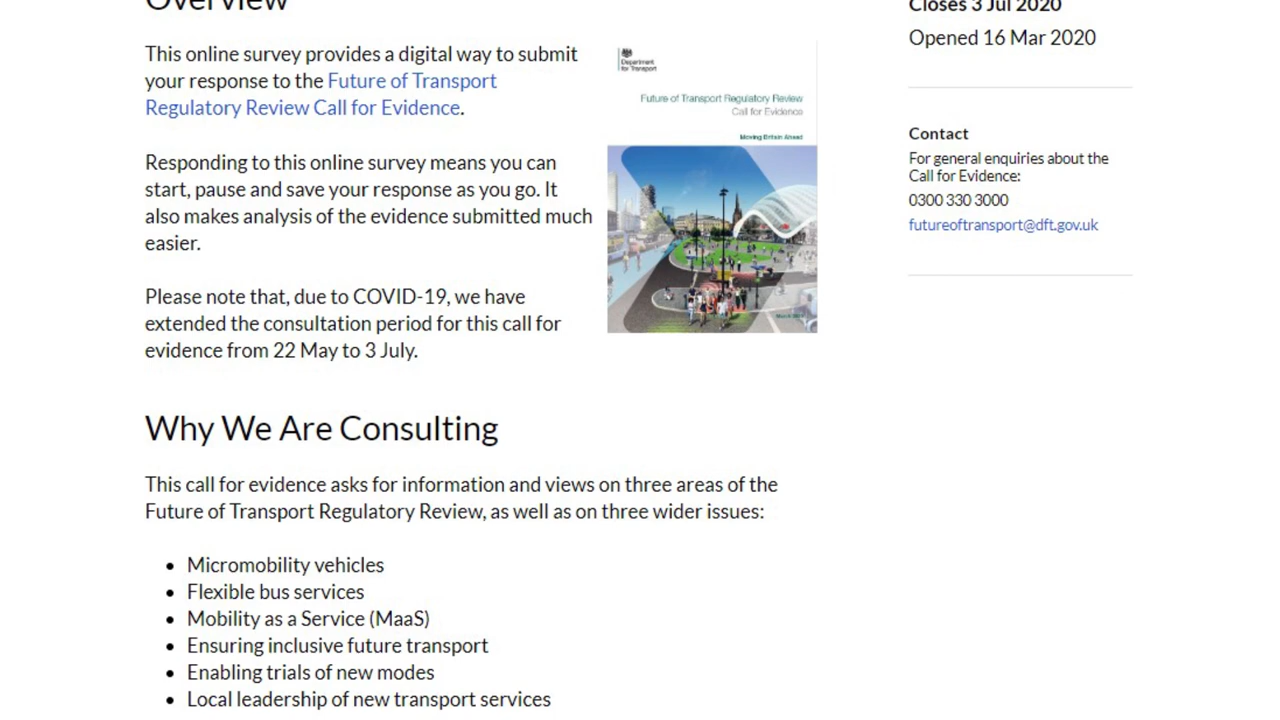 Overview
This online survey provides a digital way to submit
your response to the Future of Transport
Regulatory Review Call for Evidence.
Responding to this online survey means you can
start, pause and save your response as you go. It
also makes analysis of the evidence submitted much
easier.
Please note that, due to COVID-19, we have
extended the consultation period for this call for
evidence from 22 May to 3 July.
Department
for Transport
Future of Transport Regulatory Review
Call for Evidence
Moving Britain Ahead
Why We Are Consulting
This call for evidence asks for information and views on three areas of the
Future of Transport Regulatory Review, as well as on three wider issues:
• Micromobility vehicles
• Flexible bus services
• Mobility as a Service (MaaS)
• Ensuring inclusive future transport
• Enabling trials of new modes
• Local leadership of new transport services
Closes 3 Jul 2020
Opened 16 Mar 2020
Contact
For general enquiries about the
Call for Evidence:
0300 330 3000
futureoftransport@dft.gov.uk